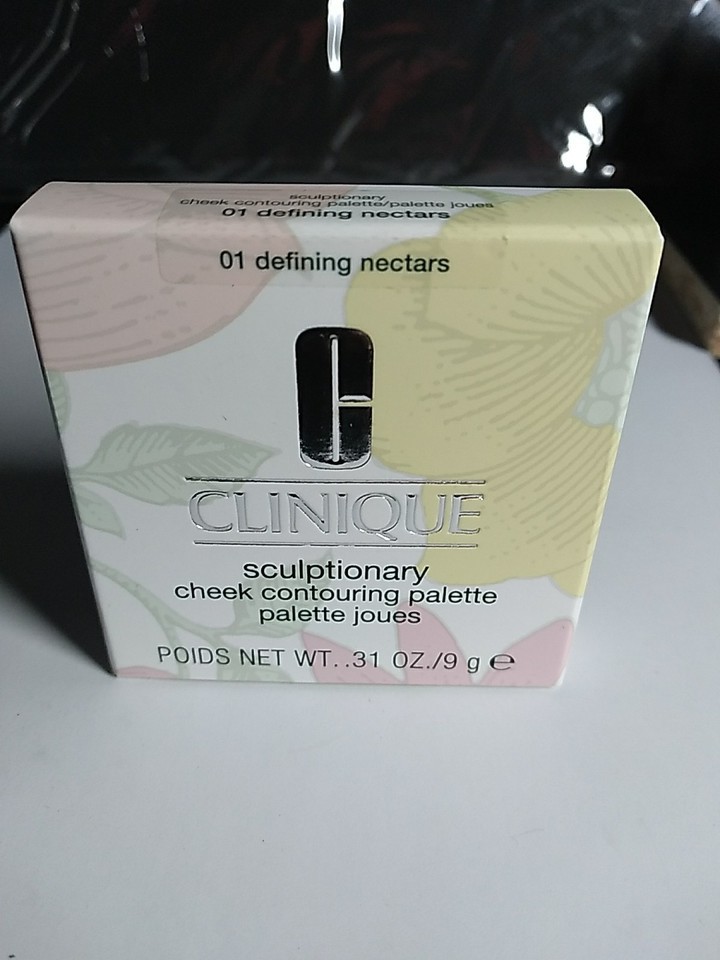 sculptionary
cheek contouring palette/palette joues
01 defining nectars
01 defining nectars
CLINIQUE
sculptionary
cheek contouring palette
palette joues
POIDS NET WT..31 OZ./9 g ℮